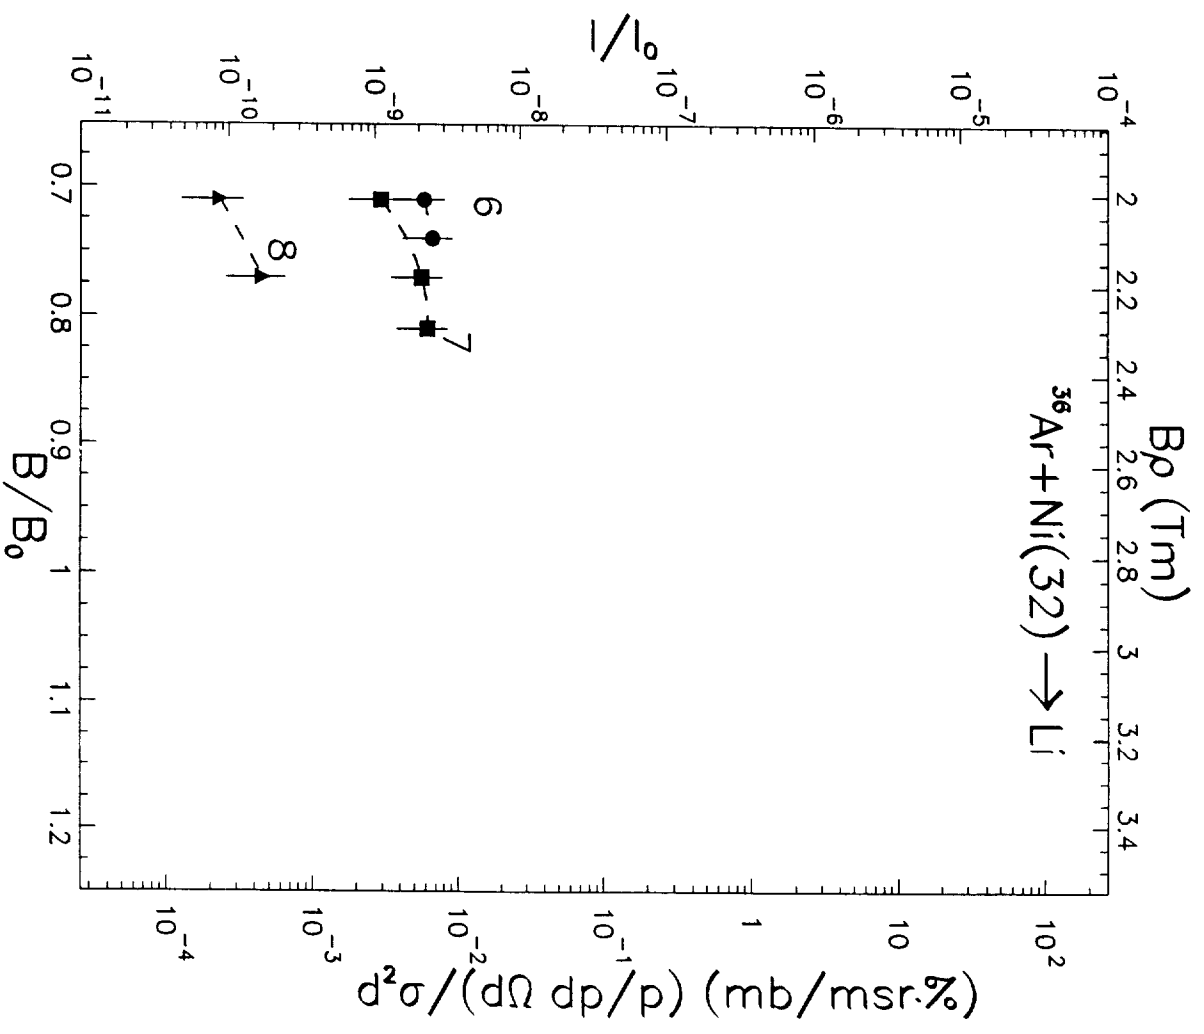 Bρ (Tm)
2 2.2 2.4 2.6 2.8 3 3.2 3.4
³⁶Ar+Ni(32) → Li
I/I₀
10⁻⁴
10⁻⁵
10⁻⁶
10⁻⁷
10⁻⁸
10⁻⁹
10⁻¹⁰
10⁻¹¹
6
7
8
d²σ/(dΩ dp/p) (mb/msr.%)
10²
10
1
10⁻¹
10⁻²
10⁻³
10⁻⁴
0.7 0.8 0.9 1 1.1 1.2
B/B₀